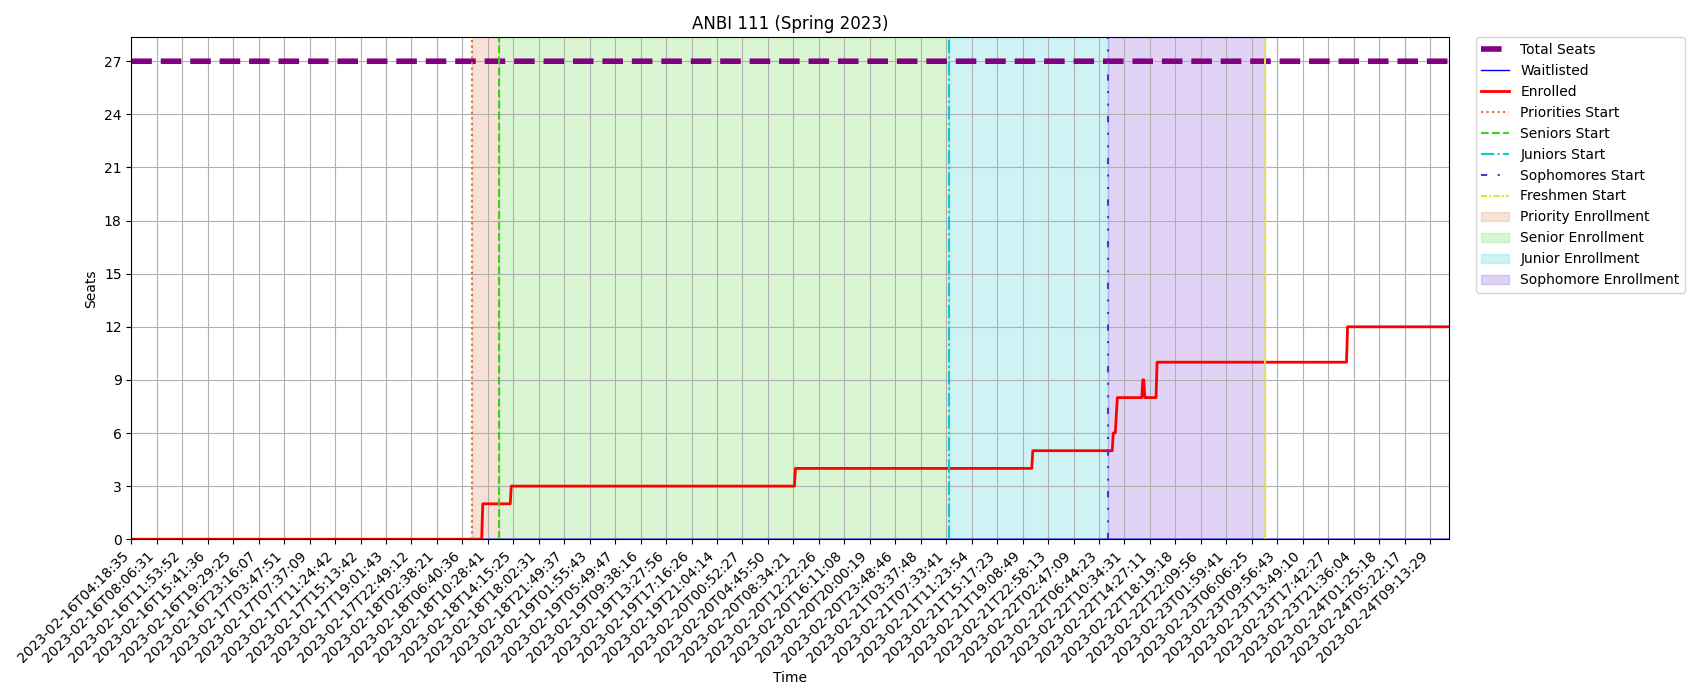 ANBI 111 (Spring 2023)
27
24
21
18
15
12
9
6
3
0
Seats
2023-02-16T04:18:35
2023-02-16T08:06:31
2023-02-16T11:53:52
2023-02-16T15:41:36
2023-02-16T19:29:25
2023-02-16T23:16:07
2023-02-17T03:47:51
2023-02-17T07:37:09
2023-02-17T11:24:42
2023-02-17T15:13:42
2023-02-17T19:01:43
2023-02-17T22:49:12
2023-02-18T02:38:21
2023-02-18T06:40:36
2023-02-18T10:28:41
2023-02-18T14:15:25
2023-02-18T18:02:31
2023-02-18T21:49:37
2023-02-19T01:55:43
2023-02-19T05:49:47
2023-02-19T09:38:16
2023-02-19T13:27:56
2023-02-19T17:16:26
2023-02-19T21:04:14
2023-02-20T00:52:27
2023-02-20T04:45:50
2023-02-20T08:34:21
2023-02-20T12:22:26
2023-02-20T16:11:08
2023-02-20T20:00:19
2023-02-20T23:48:46
2023-02-21T03:37:48
2023-02-21T07:33:41
2023-02-21T11:23:54
2023-02-21T15:17:23
2023-02-21T19:08:49
2023-02-21T22:58:13
2023-02-22T02:47:09
2023-02-22T06:44:23
2023-02-22T10:34:31
2023-02-22T14:27:11
2023-02-22T18:19:18
2023-02-22T22:09:56
2023-02-23T01:59:41
2023-02-23T06:06:25
2023-02-23T09:56:43
2023-02-23T13:49:10
2023-02-23T17:42:27
2023-02-23T21:36:04
2023-02-24T01:25:18
2023-02-24T05:22:17
2023-02-24T09:13:29
Time
Total Seats
Waitlisted
Enrolled
Priorities Start
Seniors Start
Juniors Start
Sophomores Start
Freshmen Start
Priority Enrollment
Senior Enrollment
Junior Enrollment
Sophomore Enrollment